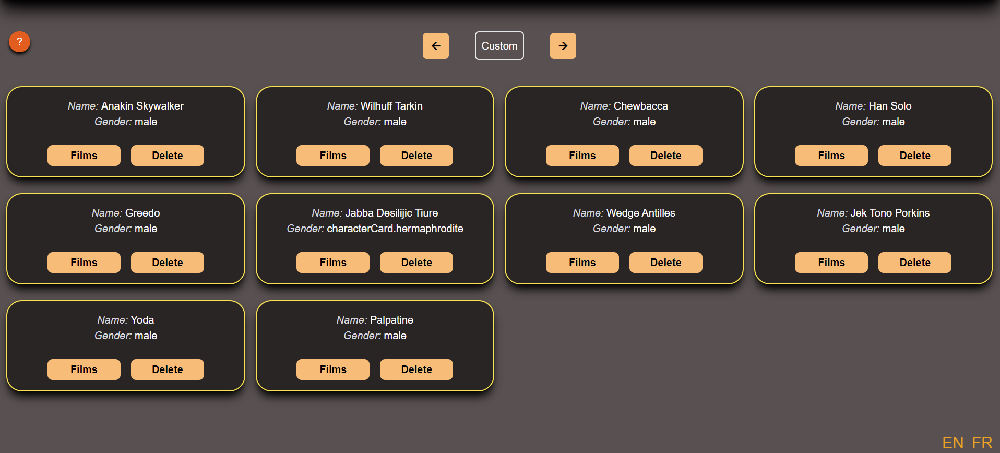 ?
← Custom →
Name: Anakin Skywalker
Gender: male
Films Delete
Name: Wilhuff Tarkin
Gender: male
Films Delete
Name: Chewbacca
Gender: male
Films Delete
Name: Han Solo
Gender: male
Films Delete
Name: Greedo
Gender: male
Films Delete
Name: Jabba Desilijic Tiure
Gender: characterCard.hermaphrodite
Films Delete
Name: Wedge Antilles
Gender: male
Films Delete
Name: Jek Tono Porkins
Gender: male
Films Delete
Name: Yoda
Gender: male
Films Delete
Name: Palpatine
Gender: male
Films Delete
EN FR